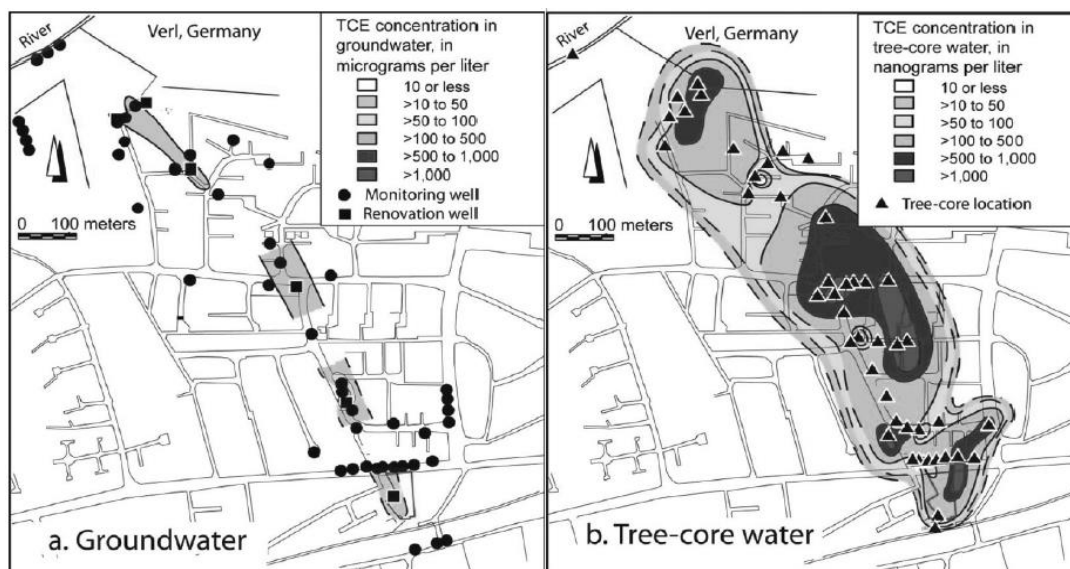 River
Verl, Germany
TCE concentration in
groundwater, in
micrograms per liter
10 or less
>10 to 50
>50 to 100
>100 to 500
>500 to 1,000
>1,000
Monitoring well
Renovation well
0 100 meters
a. Groundwater
River
Verl, Germany
TCE concentration in
tree-core water, in
nanograms per liter
10 or less
>10 to 50
>50 to 100
>100 to 500
>500 to 1,000
>1,000
Tree-core location
0 100 meters
b. Tree-core water